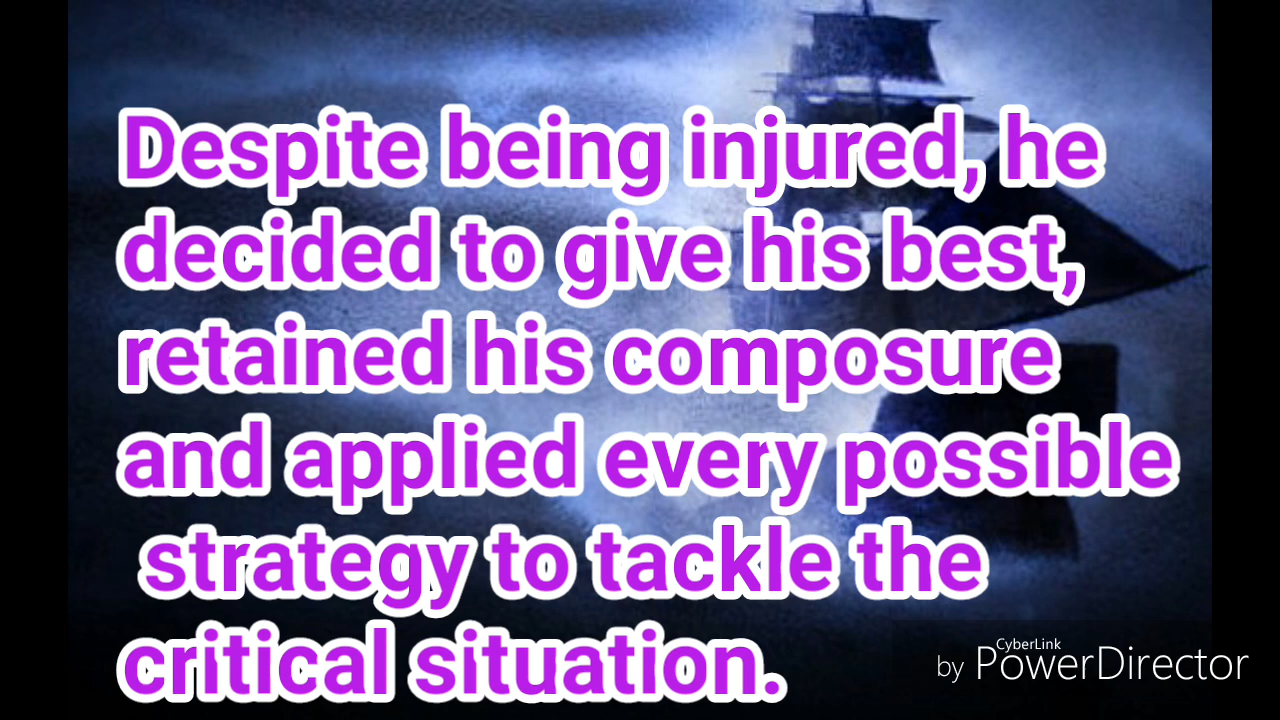 Despite being injured, he
decided to give his best,
retained his composure
and applied every possible
strategy to tackle the
critical situation.
CyberLink
by PowerDirector